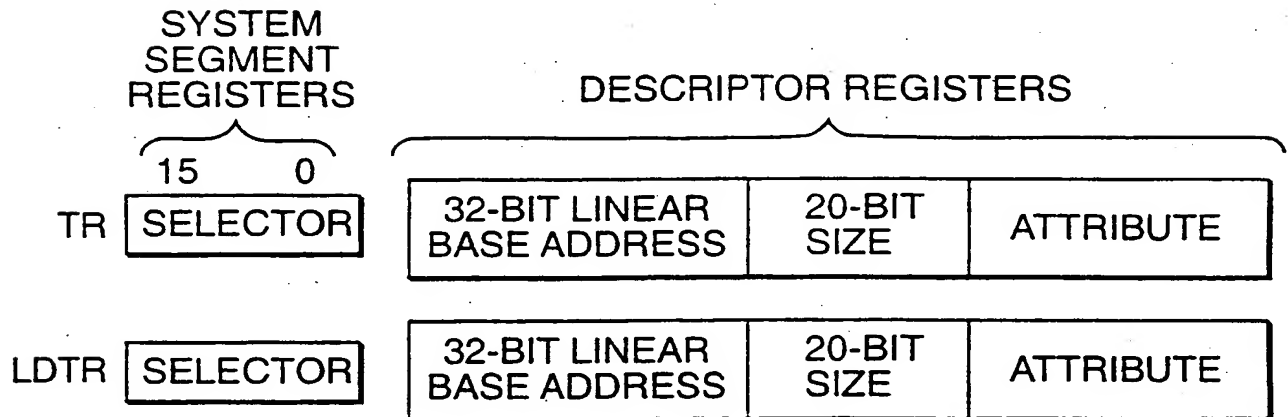 SYSTEM
SEGMENT
REGISTERS
DESCRIPTOR REGISTERS
15 0
TR SELECTOR 32-BIT LINEAR BASE ADDRESS 20-BIT SIZE ATTRIBUTE
LDTR SELECTOR 32-BIT LINEAR BASE ADDRESS 20-BIT SIZE ATTRIBUTE